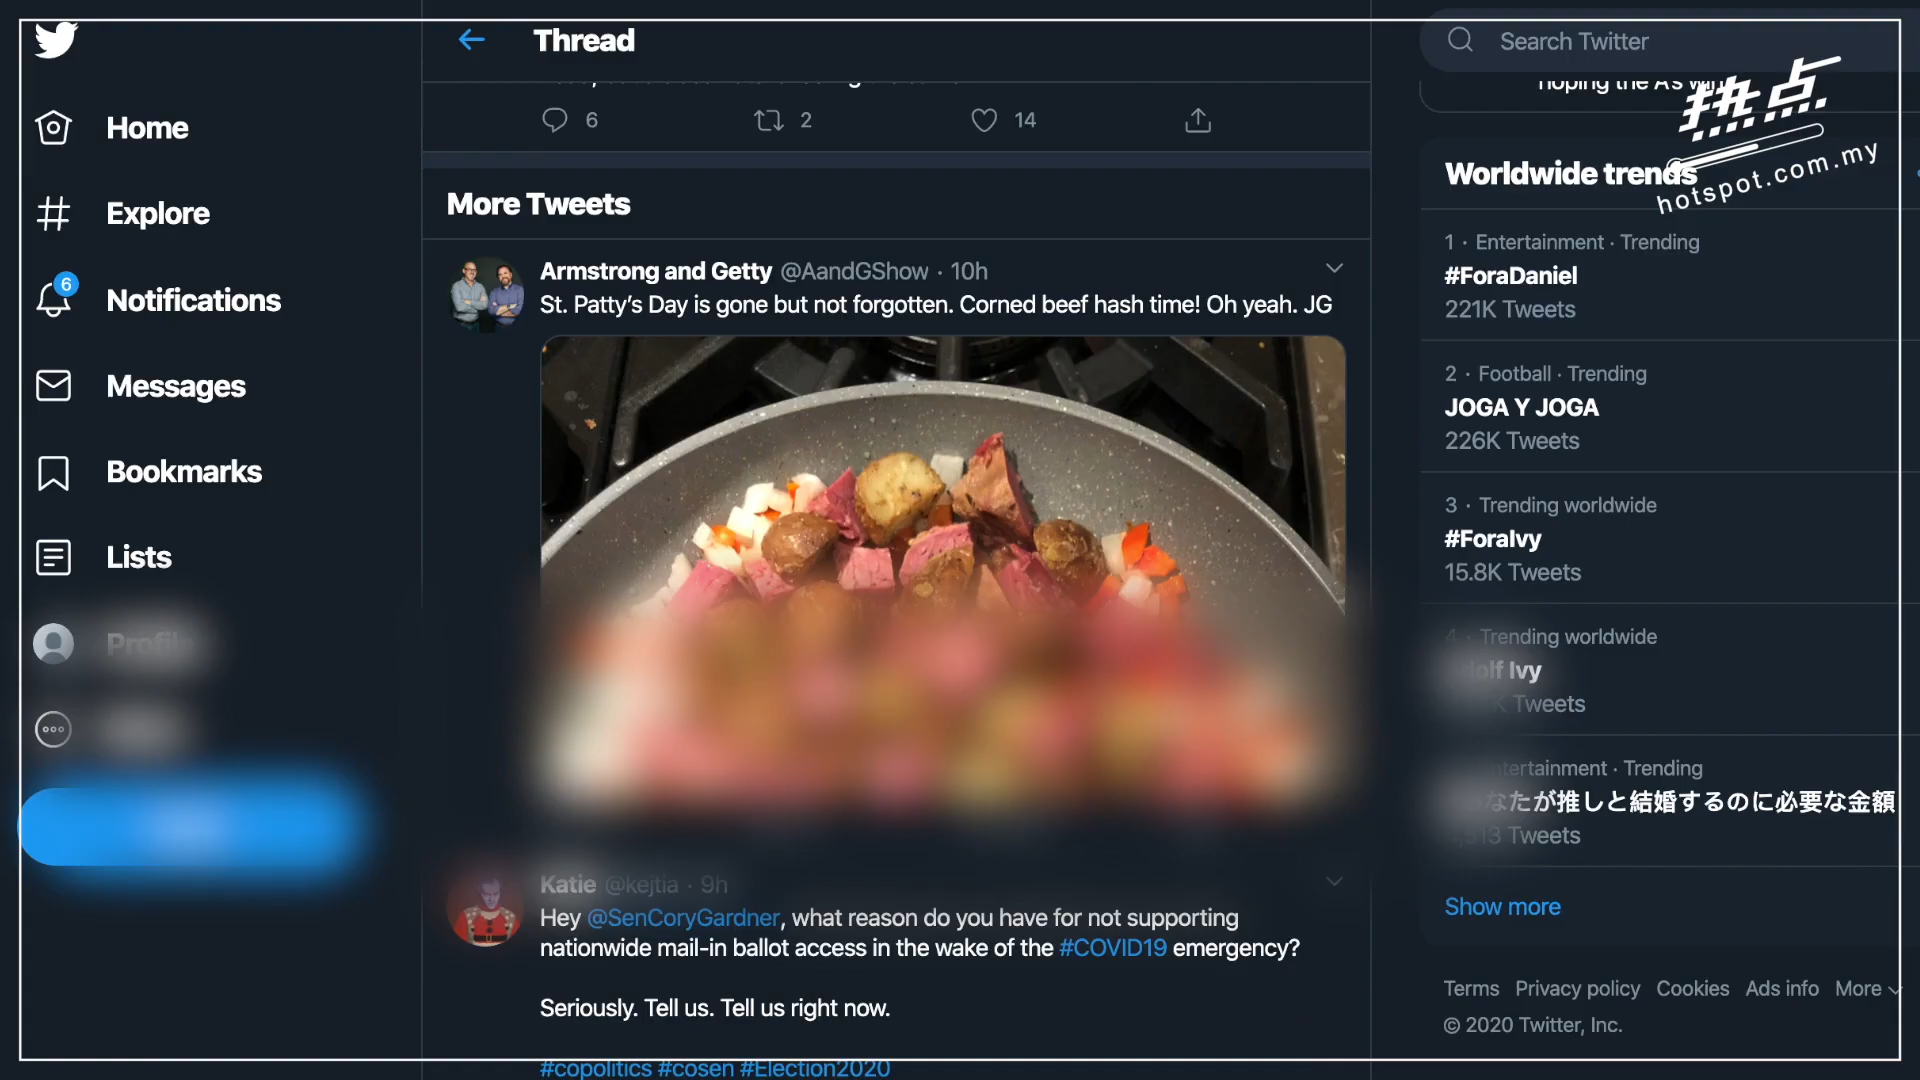 Home
Explore
6
Notifications
Messages
Bookmarks
Lists
Profile
Thread
6
2
14
More Tweets
Armstrong and Getty @AandGShow · 10h
St. Patty's Day is gone but not forgotten. Corned beef hash time! Oh yeah. JG
Katie @kejtia · 9h
Hey @SenCoryGardner, what reason do you have for not supporting
nationwide mail-in ballot access in the wake of the #COVID19 emergency?
Seriously. Tell us. Tell us right now.
#copolitics #cosen #Election2020
Search Twitter
hoping the A's win
热点
hotspot.com.my
Worldwide trends
1 · Entertainment · Trending
#ForaDaniel
221K Tweets
2 · Football · Trending
JOGA Y JOGA
226K Tweets
3 · Trending worldwide
#ForaIvy
15.8K Tweets
4 · Trending worldwide
Ivy
K Tweets
Trending
なたが推しと結婚するのに必要な金額
Tweets
Show more
Terms Privacy policy Cookies Ads info More
© 2020 Twitter, Inc.